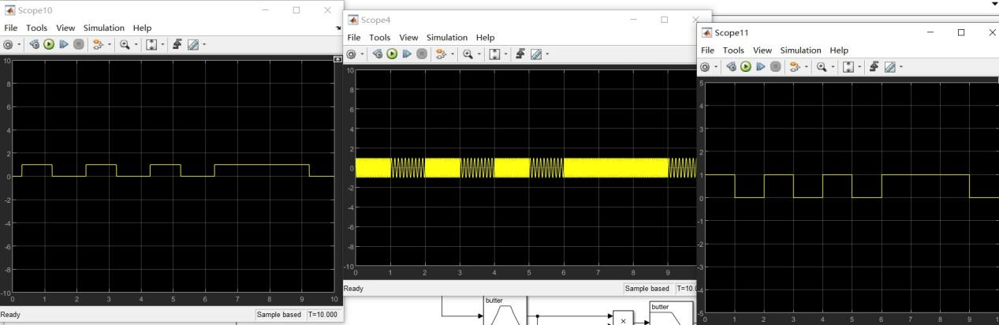 Scope10
File Tools View Simulation Help
10
8
6
4
2
0
-2
-4
-6
-8
-10
0 1 2 3 4 5 6 7 8 9 10
Ready Sample based T=10.000
Scope4
File Tools View Simulation Help
10
8
6
4
2
0
-2
-4
-6
-8
-10
0 1 2 3 4 5 6 7 8 9
Ready Sample based T=10.0
Scope11
File Tools View Simulation Help
5
4
3
2
1
0
-1
-2
-3
-4
-5
0 1 2 3 4 5 6 7 8 9 1
butter
×
butter